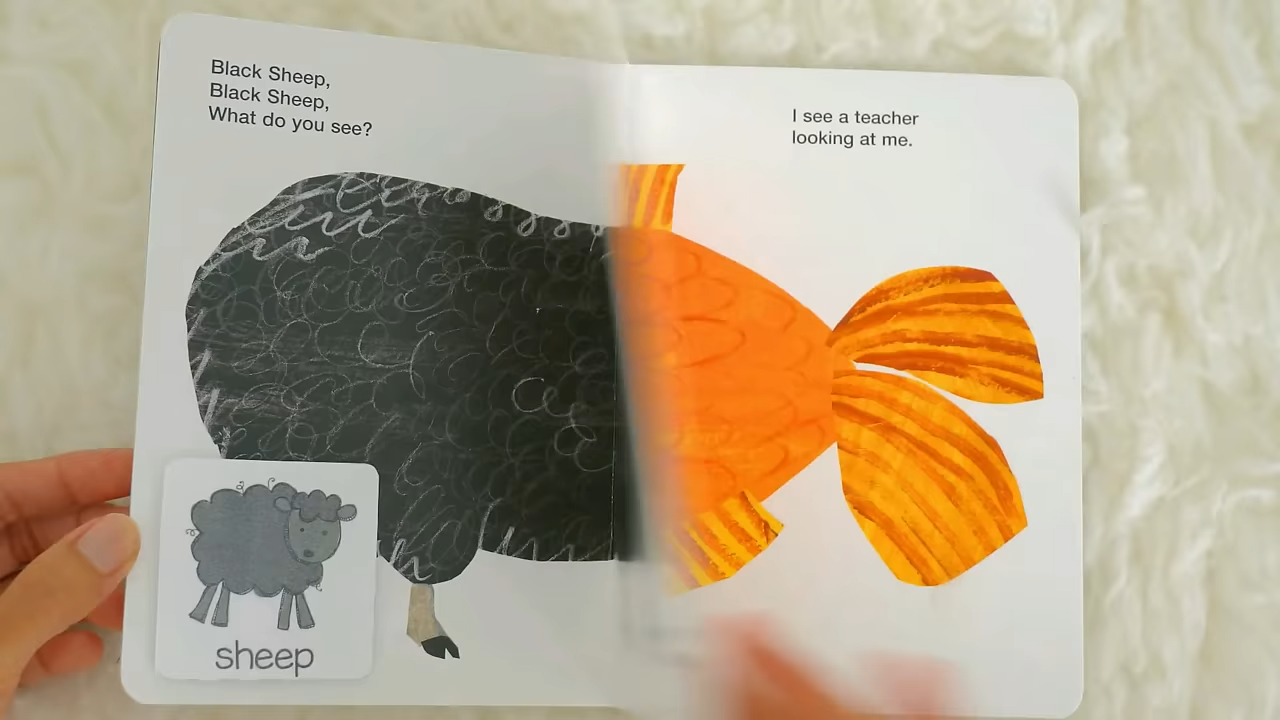 Black Sheep,
Black Sheep,
What do you see?
I see a teacher
looking at me.
sheep